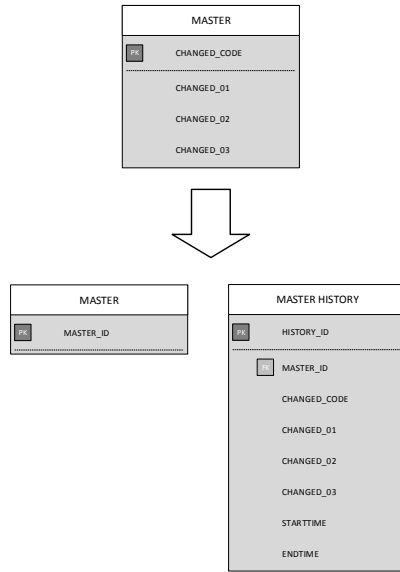 MASTER
PK CHANGED_CODE
CHANGED_01
CHANGED_02
CHANGED_03
MASTER
PK MASTER_ID
MASTER HISTORY
PK HISTORY_ID
MASTER_ID
CHANGED_CODE
CHANGED_01
CHANGED_02
CHANGED_03
STARTTIME
ENDTIME